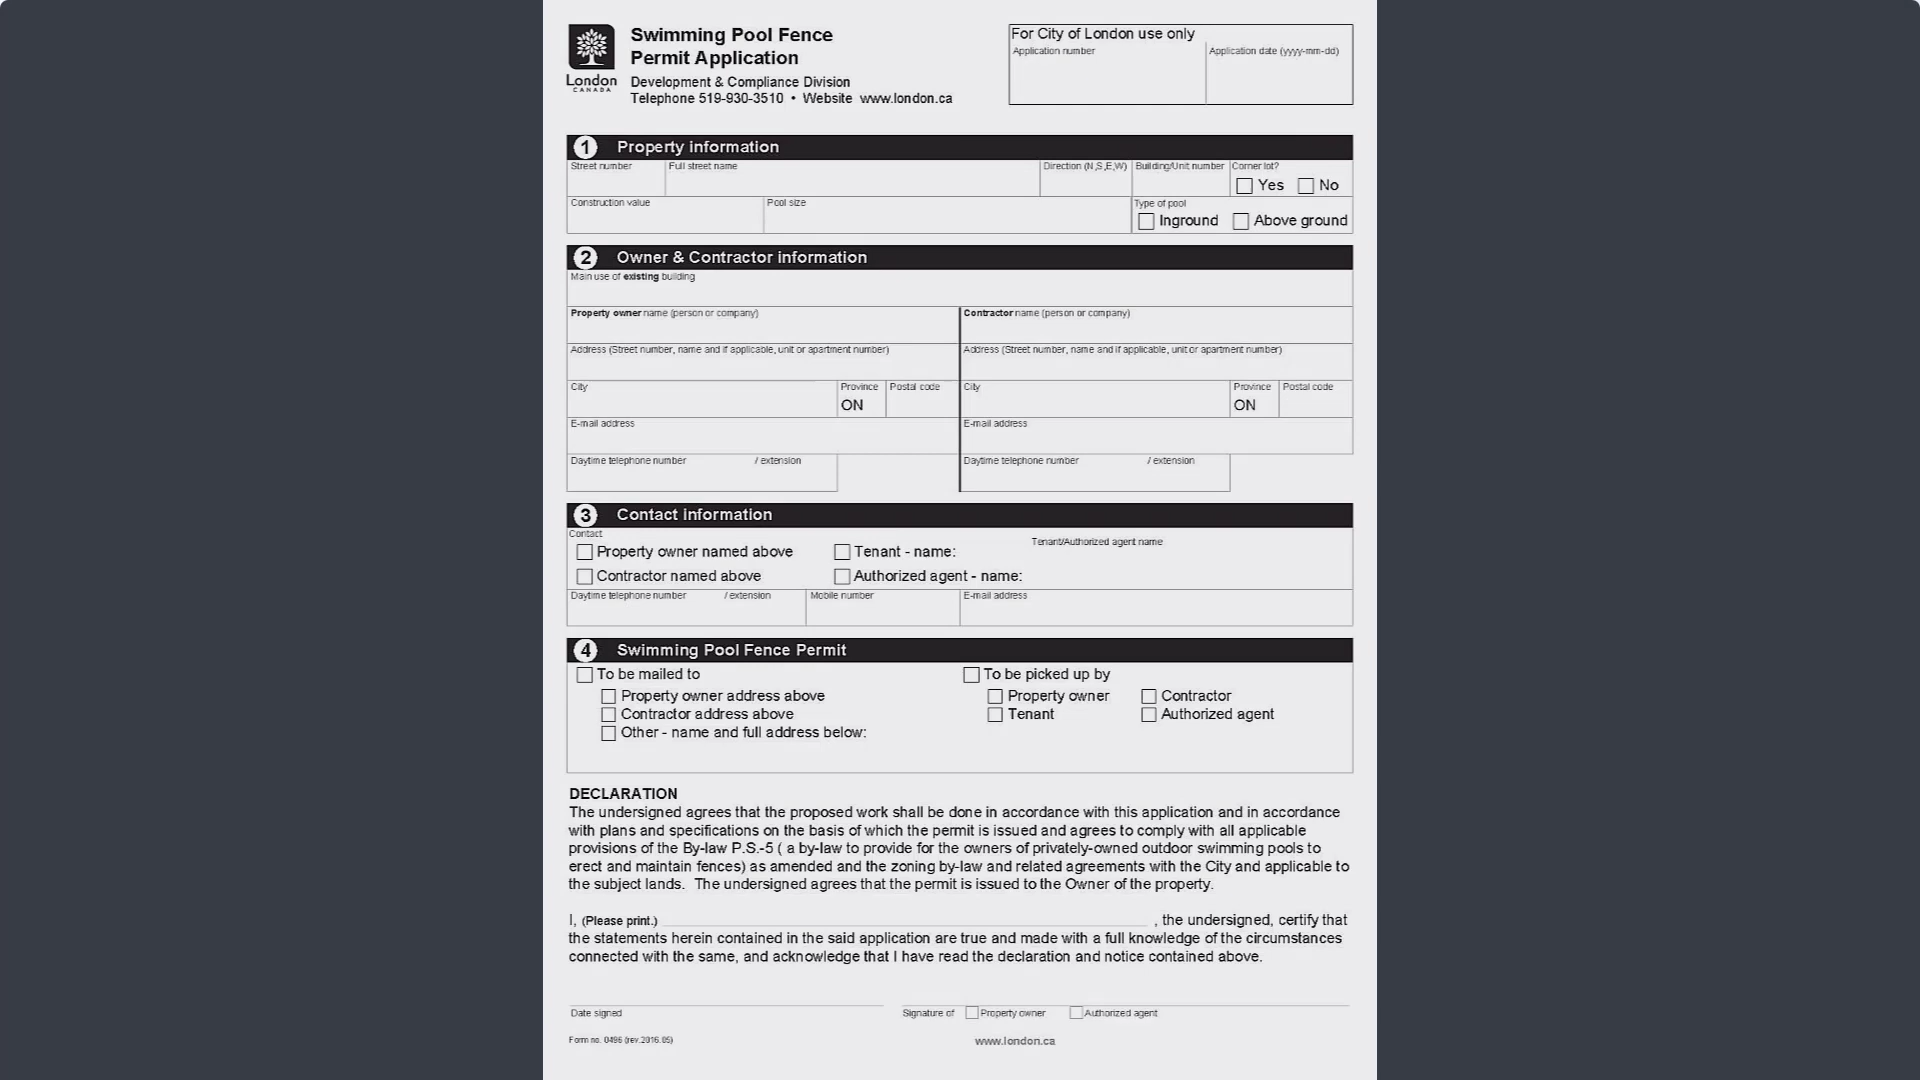 London
CANADA
Swimming Pool Fence
Permit Application
Development & Compliance Division
Telephone 519-930-3510 • Website www.london.ca
For City of London use only
Application number Application date (yyyy-mm-dd)
1 Property information
Street number Full street name Direction (N,S,E,W) Building/Unit number Corner lot?
Yes No
Construction value Pool size Type of pool
Inground Above ground
2 Owner & Contractor information
Main use of existing building
Property owner name (person or company) Contractor name (person or company)
Address (Street number, name and if applicable, unit or apartment number) Address (Street number, name and if applicable, unit or apartment number)
City Province Postal code City Province Postal code
ON ON
E-mail address E-mail address
Daytime telephone number / extension Daytime telephone number / extension
3 Contact information
Contact
Property owner named above Tenant - name: Tenant/Authorized agent name
Contractor named above Authorized agent - name:
Daytime telephone number / extension Mobile number E-mail address
4 Swimming Pool Fence Permit
To be mailed to To be picked up by
Property owner address above Property owner Contractor
Contractor address above Tenant Authorized agent
Other - name and full address below:
DECLARATION
The undersigned agrees that the proposed work shall be done in accordance with this application and in accordance
with plans and specifications on the basis of which the permit is issued and agrees to comply with all applicable
provisions of the By-law P.S.-5 ( a by-law to provide for the owners of privately-owned outdoor swimming pools to
erect and maintain fences) as amended and the zoning by-law and related agreements with the City and applicable to
the subject lands. The undersigned agrees that the permit is issued to the Owner of the property.
I, (Please print.) , the undersigned, certify that
the statements herein contained in the said application are true and made with a full knowledge of the circumstances
connected with the same, and acknowledge that I have read the declaration and notice contained above.
Date signed Signature of Property owner Authorized agent
Form no. 0496 (rev.2016.05) www.london.ca